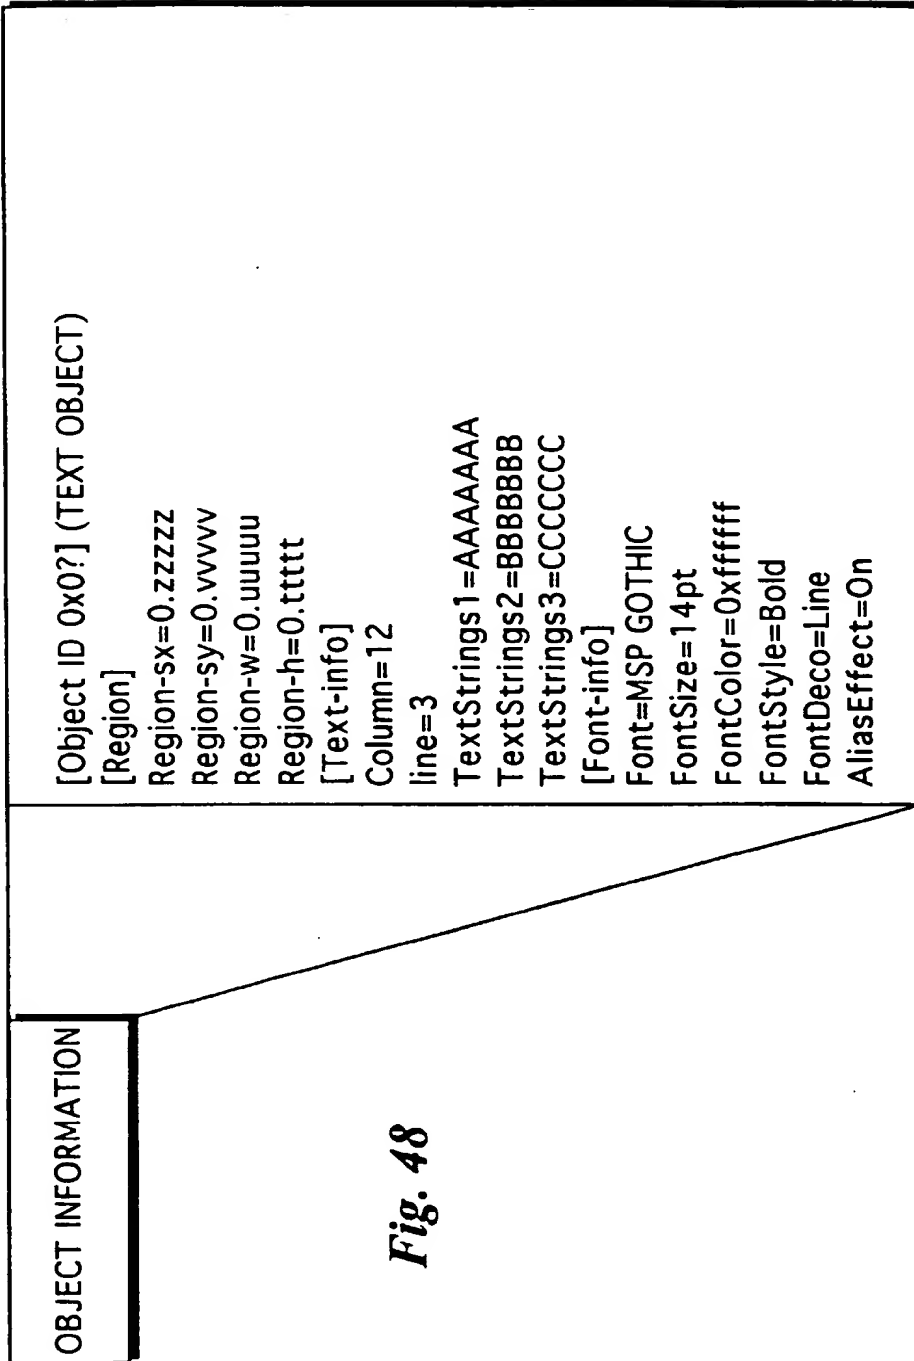 OBJECT INFORMATION
[Object ID 0x0?] (TEXT OBJECT)
[Region]
Region-sx=0.zzzzz
Region-sy=0.vvvvv
Region-w=0.uuuuu
Region-h=0.ttttt
[Text-info]
Column=12
line=3
TextStrings1=AAAAAAA
TextStrings2=BBBBBBB
TextStrings3=CCCCCCC
[Font-info]
Font=MSP GOTHIC
FontSize=14pt
FontColor=0xffffff
FontStyle=Bold
FontDeco=Line
AliasEffect=On
Fig. 48